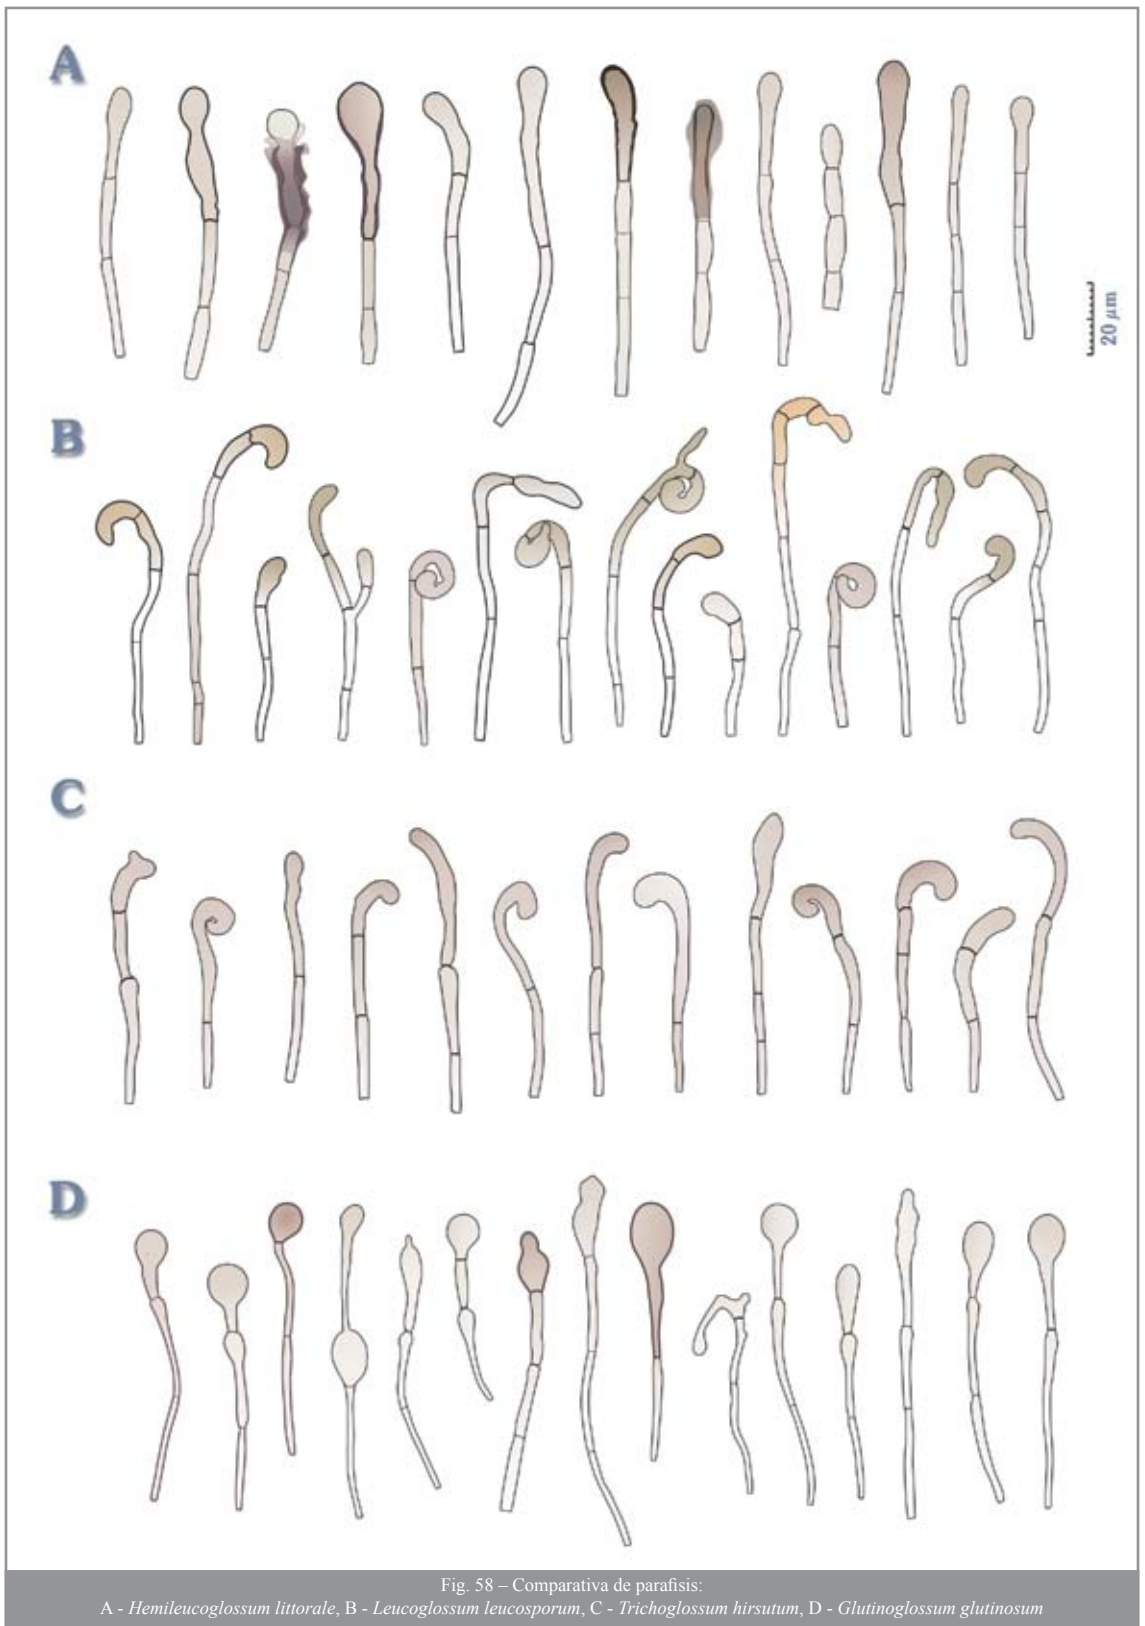 A
20 µm
B
C
D
Fig. 58 – Comparativa de parafisis:
A - Hemileucoglossum littorale, B - Leucoglossum leucosporum, C - Trichoglossum hirsutum, D - Glutinoglossum glutinosum